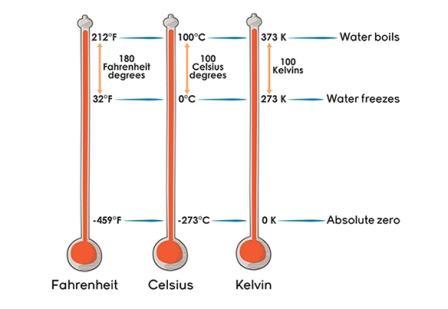 212°F 100°C 373 K Water boils
180
Fahrenheit
degrees
100
Celsius
degrees
100
Kelvins
32°F 0°C 273 K Water freezes
-459°F -273°C 0 K Absolute zero
Fahrenheit Celsius Kelvin